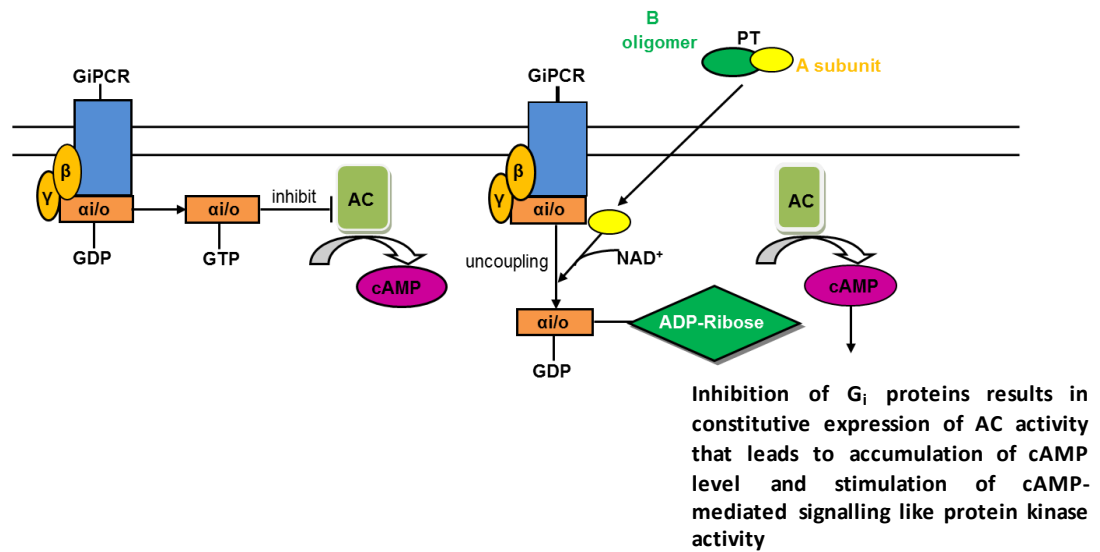 B
oligomer
PT
A subunit
GiPCR
GiPCR
β
γ
αi/o
αi/o
inhibit
AC
GDP
GTP
cAMP
β
γ
αi/o
uncoupling
NAD⁺
AC
cAMP
αi/o
ADP-Ribose
GDP
Inhibition of Gᵢ proteins results in
constitutive expression of AC activity
that leads to accumulation of cAMP
level and stimulation of cAMP-
mediated signalling like protein kinase
activity